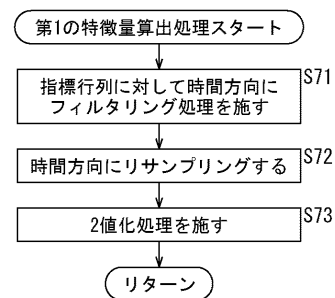 第1の特徴量算出処理スタート
S71
指標行列に対して時間方向に
フィルタリング処理を施す
S72
時間方向にリサンプリングする
S73
2値化処理を施す
リターン